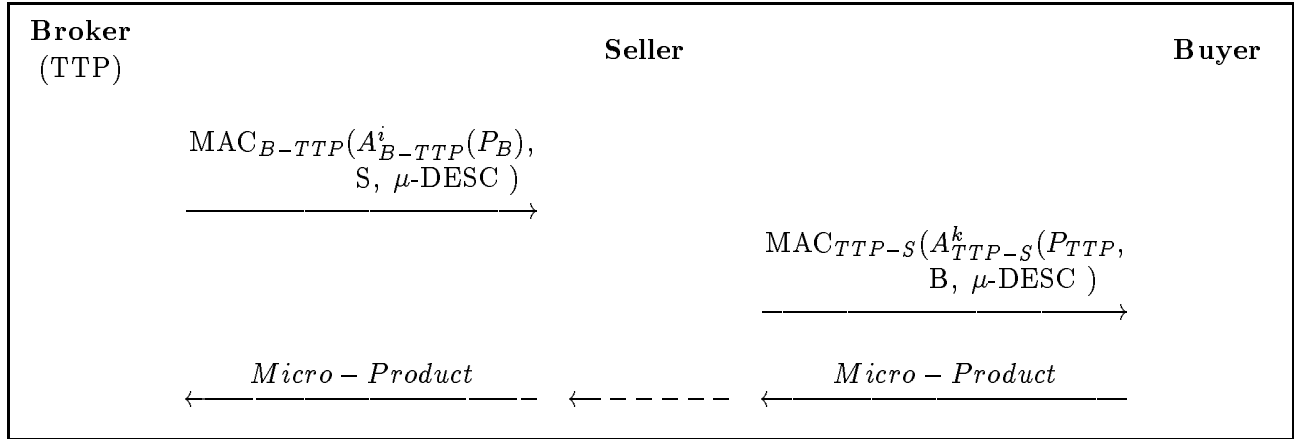 Broker
(TTP)
Seller
Buyer
MAC_{B−TTP}(A^i_{B−TTP}(P_B),
S, μ-DESC )
MAC_{TTP−S}(A^k_{TTP−S}(P_{TTP},
B, μ-DESC )
Micro − Product
Micro − Product